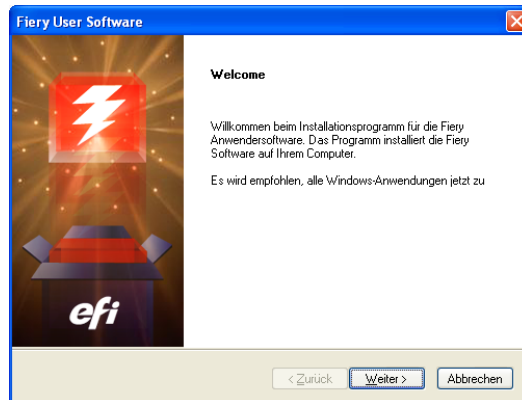 Fiery User Software
Welcome
Willkommen beim Installationsprogramm für die Fiery
Anwendersoftware. Das Programm installiert die Fiery
Software auf Ihrem Computer.
Es wird empfohlen, alle Windows-Anwendungen jetzt zu
efi
< Zurück
Weiter >
Abbrechen